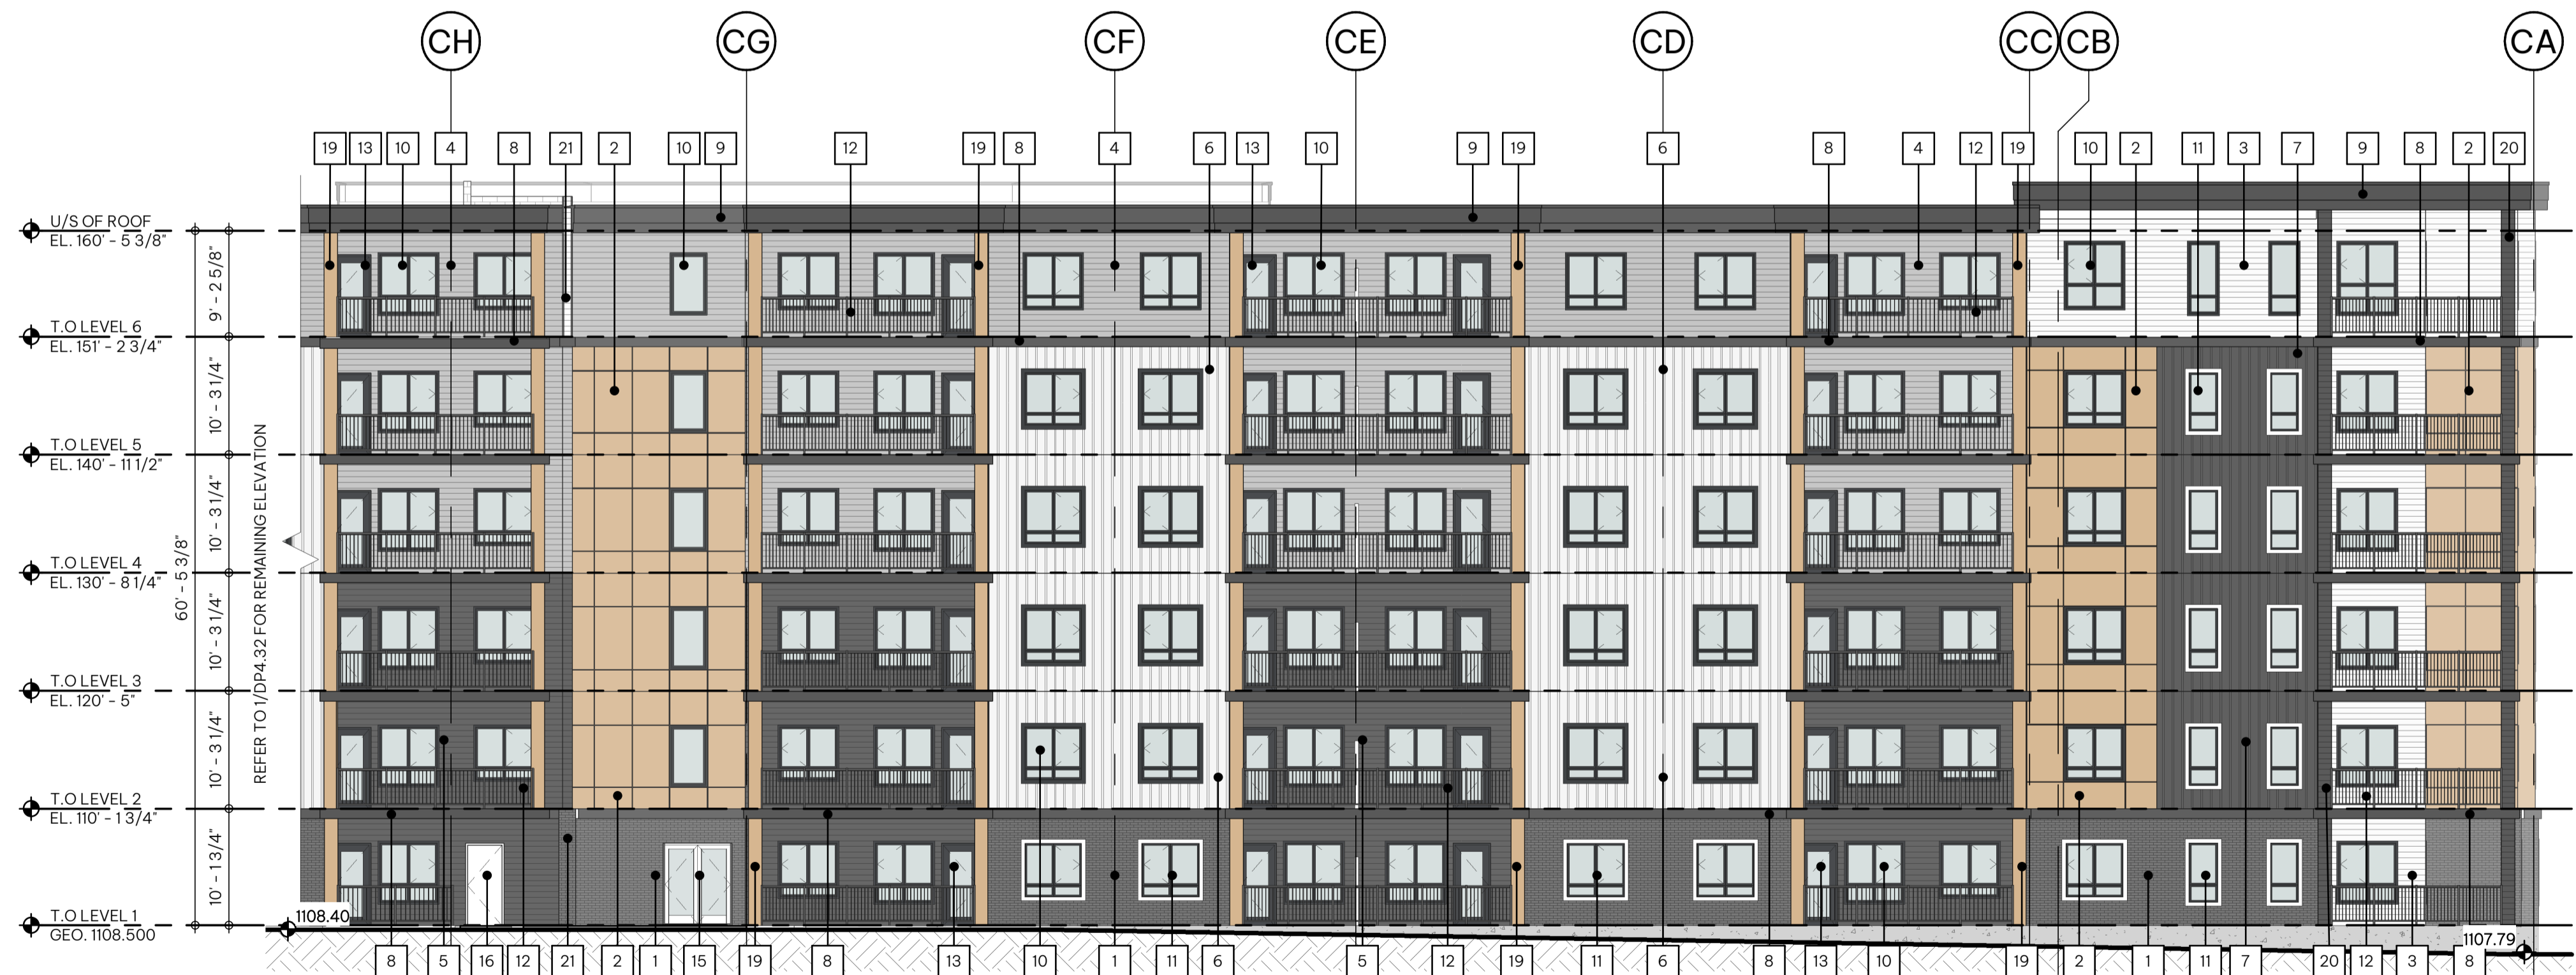 CH CG CF CE CD CC CB CA
19 13 10 4 8 21 2 10 9 12 19 8 4 6 13 10 9 19 6 8 4 12 19 10 2 11 3 7 9 8 2 20
U/S OF ROOF
EL. 160' - 5 3/8"
9' - 2 5/8"
T.O LEVEL 6
EL. 151' - 2 3/4"
10' - 3 1/4"
T.O LEVEL 5
EL. 140' - 11 1/2"
10' - 3 1/4"
T.O LEVEL 4
EL. 130' - 8 1/4"
10' - 3 1/4"
T.O LEVEL 3
EL. 120' - 5"
10' - 3 1/4"
T.O LEVEL 2
EL. 110' - 1 3/4"
10' - 1 3/4"
T.O LEVEL 1
GEO. 1108.500
60' - 5 3/8"
REFER TO 1/DP4.32 FOR REMAINING ELEVATION
1108.40
1107.79
8 5 16 12 21 2 1 15 19 8 13 10 1 11 6 5 12 19 11 6 8 13 10 19 2 1 11 7 20 12 3 8